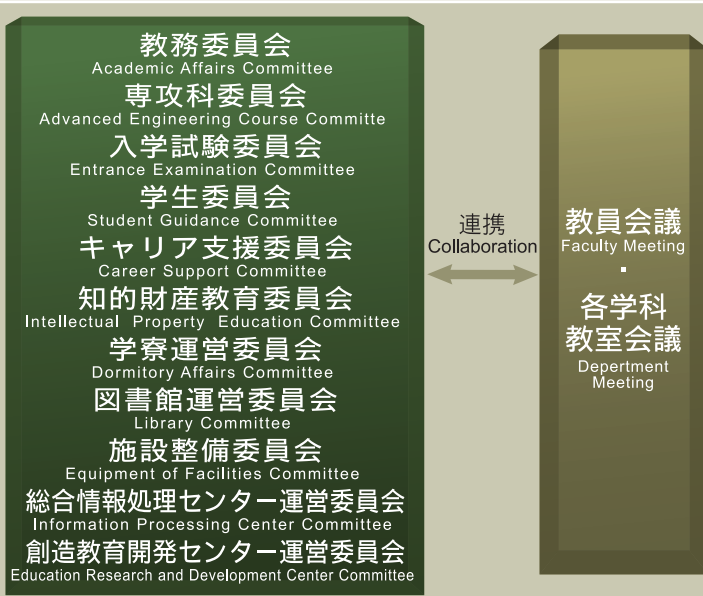 教務委員会
Academic Affairs Committee
専攻科委員会
Advanced Engineering Course Committe
入学試験委員会
Entrance Examination Committee
学生委員会
Student Guidance Committee
キャリア支援委員会
Career Support Committee
知的財産教育委員会
Intellectual Property Education Committee
学寮運営委員会
Dormitory Affairs Committee
図書館運営委員会
Library Committee
施設整備委員会
Equipment of Facilities Committee
総合情報処理センター運営委員会
Information Processing Center Committee
創造教育開発センター運営委員会
Education Research and Development Center Committee
連携
Collaboration
教員会議
Faculty Meeting
・
各学科
教室会議
Depertment
Meeting